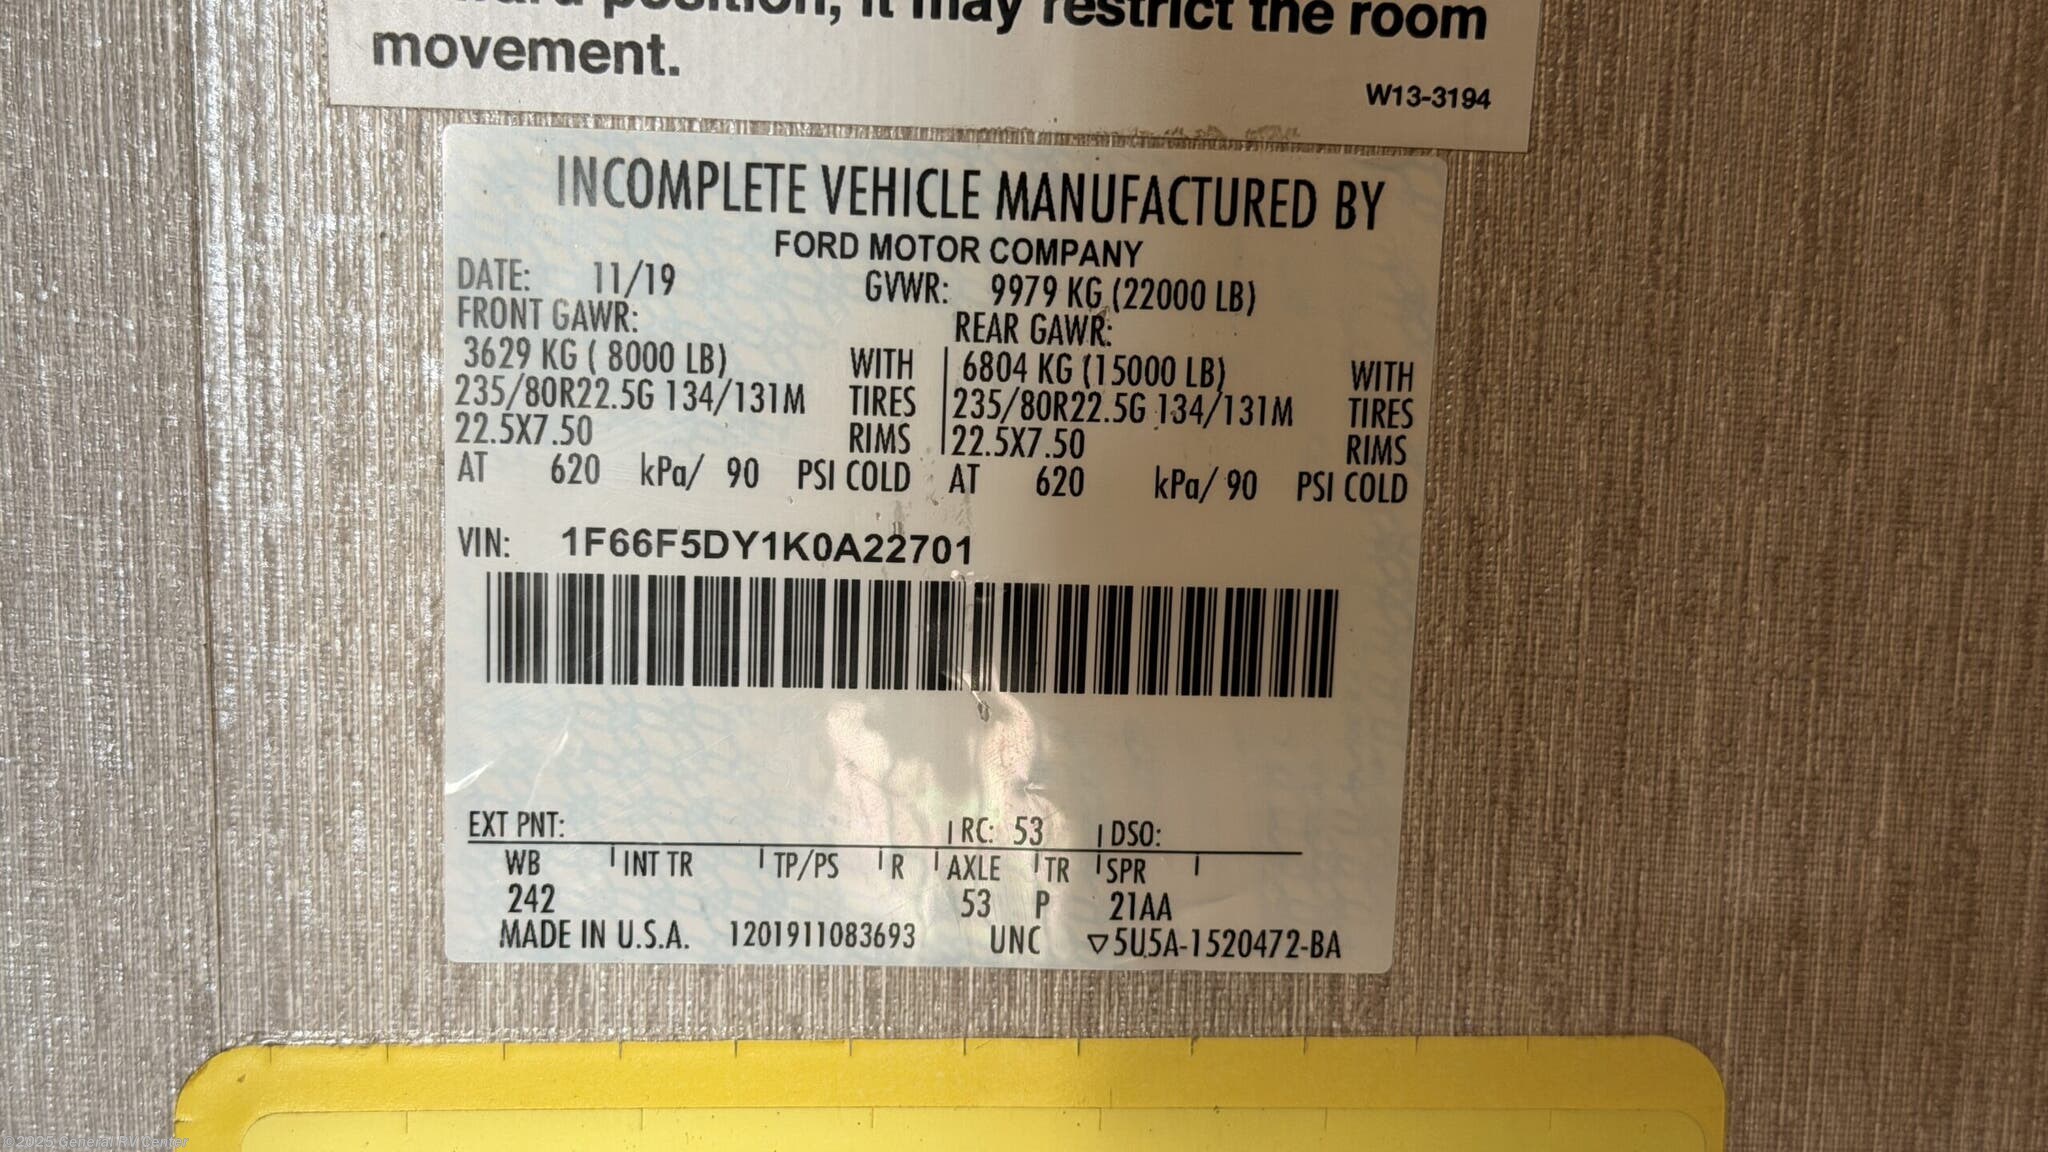 position, it may restrict the room
movement.
W13-3194
INCOMPLETE VEHICLE MANUFACTURED BY
FORD MOTOR COMPANY
DATE: 11/19 GVWR: 9979 KG (22000 LB)
FRONT GAWR: REAR GAWR:
3629 KG ( 8000 LB) WITH | 6804 KG (15000 LB) WITH
235/80R22.5G 134/131M TIRES | 235/80R22.5G 134/131M TIRES
22.5X7.50 RIMS | 22.5X7.50 RIMS
AT 620 kPa/ 90 PSI COLD AT 620 kPa/ 90 PSI COLD
VIN: 1F66F5DY1K0A22701
EXT PNT: | RC: 53 | DSO:
WB | INT TR | TP/PS | R | AXLE | TR | SPR |
242 53 P 21AA
MADE IN U.S.A. 1201911083693 UNC ▽5U5A-1520472-BA
©2025 General RV Center